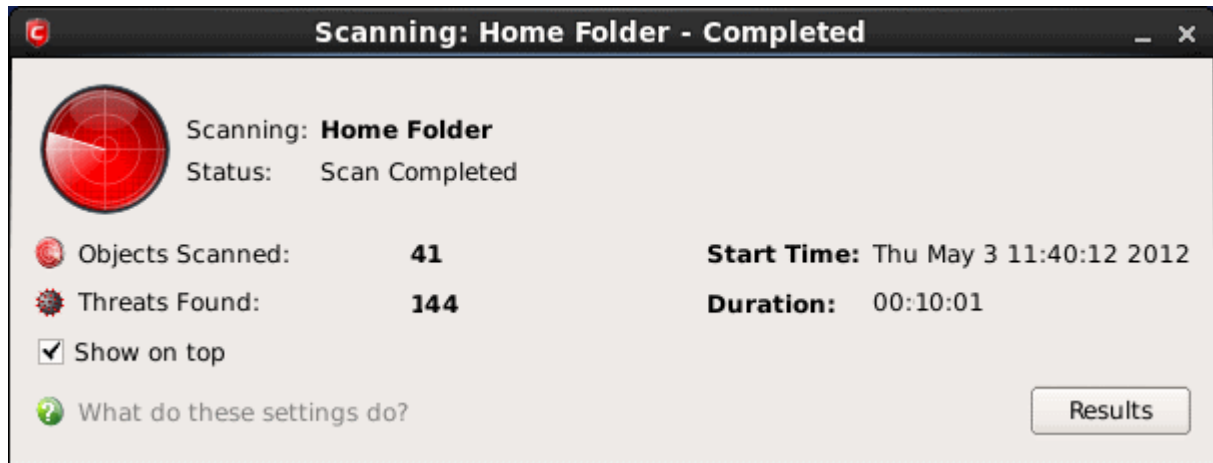 Scanning: Home Folder - Completed
Scanning: Home Folder
Status: Scan Completed
Objects Scanned: 41
Start Time: Thu May 3 11:40:12 2012
Threats Found: 144
Duration: 00:10:01
Show on top
What do these settings do?
Results